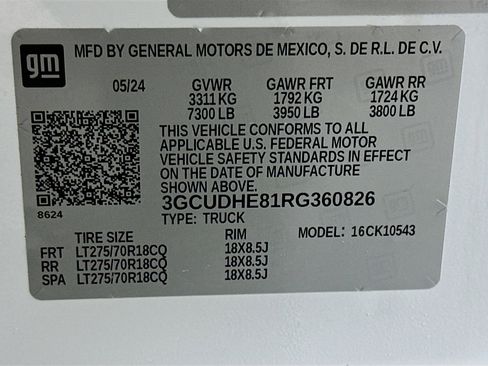 gm MFD BY GENERAL MOTORS DE MEXICO, S. DE R.L. DE C.V.
05/24 GVWR GAWR FRT GAWR RR
3311 KG 1792 KG 1724 KG
7300 LB 3950 LB 3800 LB
THIS VEHICLE CONFORMS TO ALL
APPLICABLE U.S. FEDERAL MOTOR
VEHICLE SAFETY STANDARDS IN EFFECT
ON THE DATE OF MANUFACTURE
SHOWN ABOVE.
3GCUDHE81RG360826
8624 TYPE: TRUCK
TIRE SIZE RIM MODEL: 16CK10543
FRT LT275/70R18CQ 18X8.5J
RR LT275/70R18CQ 18X8.5J
SPA LT275/70R18CQ 18X8.5J